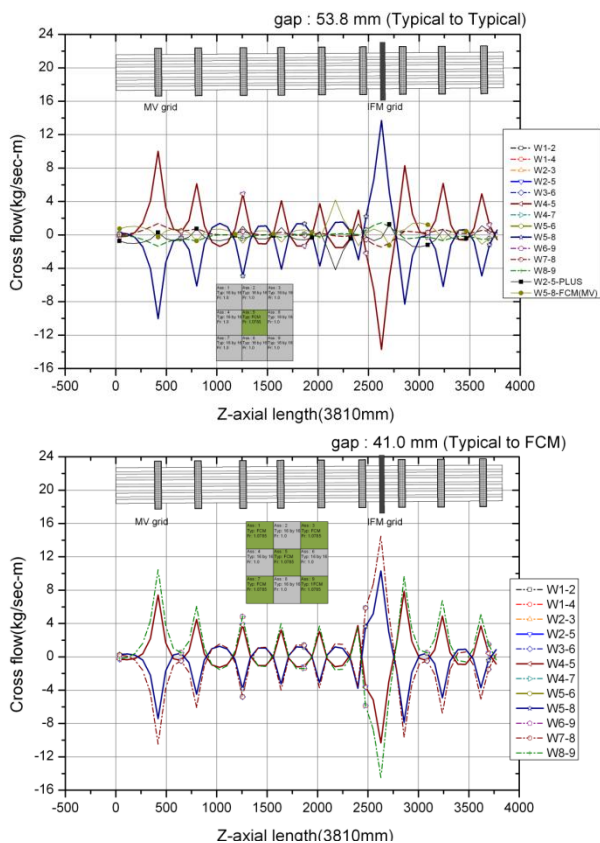 gap : 53.8 mm (Typical to Typical)
24
20
16
12
8
4
0
-4
-8
-12
-16
Cross flow(kg/sec-m)
MV grid
IFM grid
W1-2
W1-4
W2-3
W2-5
W3-6
W4-5
W4-7
W5-6
W5-8
W6-9
W7-8
W8-9
W2-5-PLUS
W5-8-FCM(MV)
-500
0
500
1000
1500
2000
2500
3000
3500
4000
Z-axial length(3810mm)
gap : 41.0 mm (Typical to FCM)
24
20
16
12
8
4
0
-4
-8
-12
-16
Cross flow(kg/sec-m)
MV grid
IFM grid
W1-2
W1-4
W2-3
W2-5
W3-6
W4-5
W4-7
W5-6
W5-8
W6-9
W7-8
W8-9
-500
0
500
1000
1500
2000
2500
3000
3500
4000
Z-axial length(3810mm)